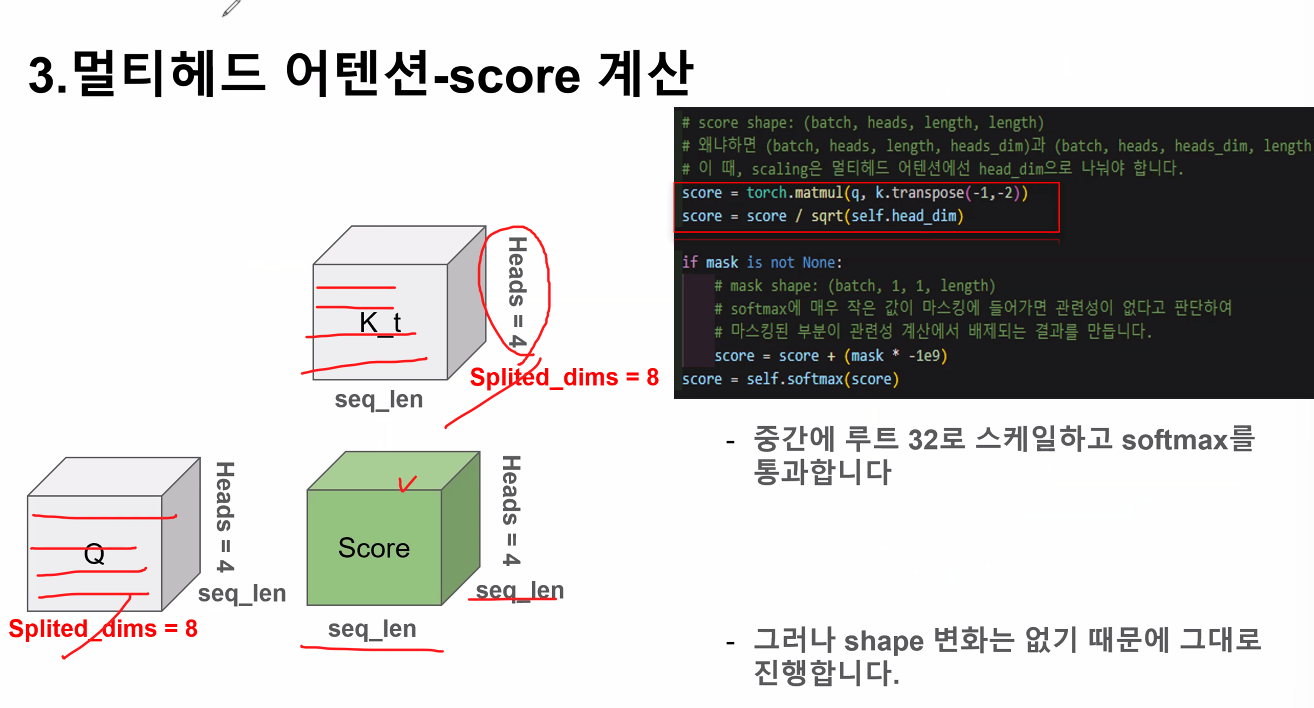 3.멀티헤드 어텐션-score 계산
# score shape: (batch, heads, length, length)
# 왜냐하면 (batch, heads, length, heads_dim)과 (batch, heads, heads_dim, length
# 이 때, scaling은 멀티헤드 어텐션에선 head_dim으로 나눠야 합니다.
score = torch.matmul(q, k.transpose(-1,-2))
score = score / sqrt(self.head_dim)
if mask is not None:
# mask shape: (batch, 1, 1, length)
# softmax에 매우 작은 값이 마스킹에 들어가면 관련성이 없다고 판단하여
# 마스킹된 부분이 관련성 계산에서 배제되는 결과를 만듭니다.
score = score + (mask * -1e9)
score = self.softmax(score)
K_t
Heads = 4
Splited_dims = 8
seq_len
Q
Heads = 4
seq_len
Splited_dims = 8
Score
Heads = 4
seq_len
seq_len
- 중간에 루트 32로 스케일하고 softmax를
통과합니다
- 그러나 shape 변화는 없기 때문에 그대로
진행합니다.